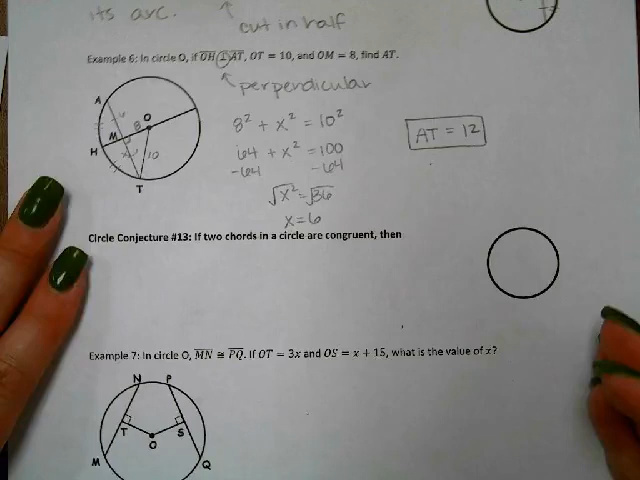 its arc.
cut in half
Example 6: In circle O, if OH ⊥ AT, OT = 10, and OM = 8, find AT.
perpendicular
A
O
8
M
H
x
10
T
8² + x² = 10²
64 + x² = 100
-64 -64
√x² = √36
x = 6
AT = 12
Circle Conjecture #13: If two chords in a circle are congruent, then
Example 7: In circle O, MN ≅ PQ. If OT = 3x and OS = x + 15, what is the value of x?
N P
T S
O
M Q